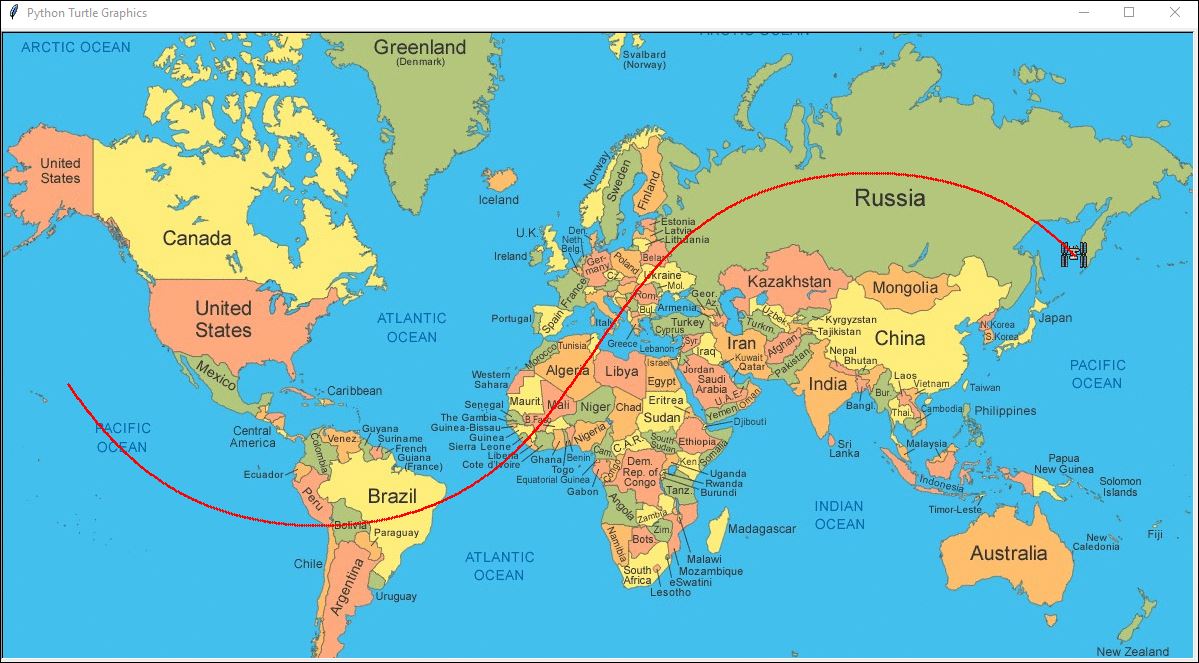 Python Turtle Graphics
ARCTIC OCEAN
Greenland
(Denmark)
Svalbard
(Norway)
ARCTIC OCEAN
United
States
Canada
Iceland
Norway
Sweden
Finland
Russia
U.K.
Ireland
Den.
Neth.
Belg.
Estonia
Latvia
Lithuania
Ger-
many
Poland
Belar.
Ukraine
Mol.
France
Cz.
Rom.
Bul.
Spain
Portugal
Italy
Greece
United
States
ATLANTIC
OCEAN
Kazakhstan
Mongolia
Geor.
Az.
Armenia
Turkey
Cyprus
Syr.
Lebanon
Israel
Jordan
Iraq
Iran
Kuwait
Qatar
Uzbek.
Turkm.
Kyrgyzstan
Tajikistan
Afghan.
Pakistan
Nepal
Bhutan
China
N.Korea
S.Korea
Japan
PACIFIC
OCEAN
Mexico
Caribbean
Morocco
Tunisia
Algeria
Libya
Egypt
Saudi
Arabia
U.A.E.
Oman
Yemen
India
Bangl.
Bur.
Laos
Thai.
Vietnam
Cambodia
Taiwan
Philippines
Western
Sahara
Maurit.
Mali
Niger
Chad
Eritrea
Sudan
Djibouti
Senegal
The Gambia
Guinea-Bissau
Guinea
Sierra Leone
Liberia
Cote d'Ivoire
B.Faso
Ghana
Togo
Benin
Nigeria
Cam.
C.A.R.
South
Sudan
Ethiopia
Somalia
Equatorial Guinea
Gabon
Congo
Dem.
Rep. of
Congo
Ken.
Uganda
Rwanda
Burundi
Tanz.
PACIFIC
OCEAN
Central
America
Guyana
Suriname
French
Guiana
(France)
Venez.
Colombia
Ecuador
Peru
Brazil
Bolivia
Paraguay
Chile
Argentina
Uruguay
ATLANTIC
OCEAN
Angola
Zambia
Zim.
Namibia
Bots.
South
Africa
Malawi
Mozambique
eSwatini
Lesotho
Madagascar
INDIAN
OCEAN
Sri
Lanka
Malaysia
Indonesia
Timor-Leste
Papua
New Guinea
Solomon
Islands
Fiji
New
Caledonia
Australia
New Zealand